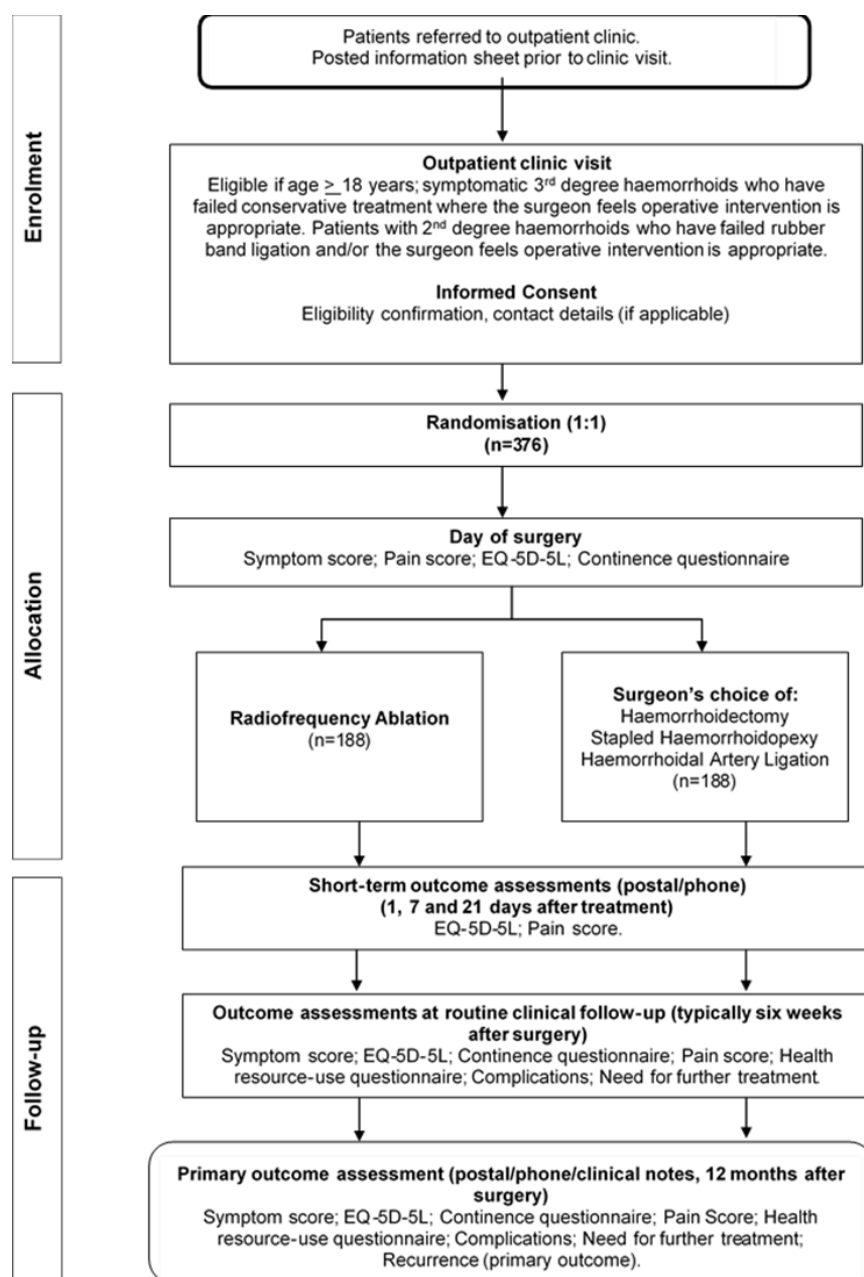 Patients referred to outpatient clinic.
Posted information sheet prior to clinic visit.
Enrolment
Outpatient clinic visit
Eligible if age ≥ 18 years; symptomatic 3rd degree haemorrhoids who have
failed conservative treatment where the surgeon feels operative intervention is
appropriate. Patients with 2nd degree haemorrhoids who have failed rubber
band ligation and/or the surgeon feels operative intervention is appropriate.
Informed Consent
Eligibility confirmation, contact details (if applicable)
Allocation
Randomisation (1:1)
(n=376)
Day of surgery
Symptom score; Pain score; EQ-5D-5L; Continence questionnaire
Radiofrequency Ablation
(n=188)
Surgeon's choice of:
Haemorrhoidectomy
Stapled Haemorrhoidopexy
Haemorrhoidal Artery Ligation
(n=188)
Follow-up
Short-term outcome assessments (postal/phone)
(1, 7 and 21 days after treatment)
EQ-5D-5L; Pain score.
Outcome assessments at routine clinical follow-up (typically six weeks
after surgery)
Symptom score; EQ-5D-5L; Continence questionnaire; Pain score; Health
resource-use questionnaire; Complications; Need for further treatment.
Primary outcome assessment (postal/phone/clinical notes, 12 months after
surgery)
Symptom score; EQ-5D-5L; Continence questionnaire; Pain Score; Health
resource-use questionnaire; Complications; Need for further treatment;
Recurrence (primary outcome).